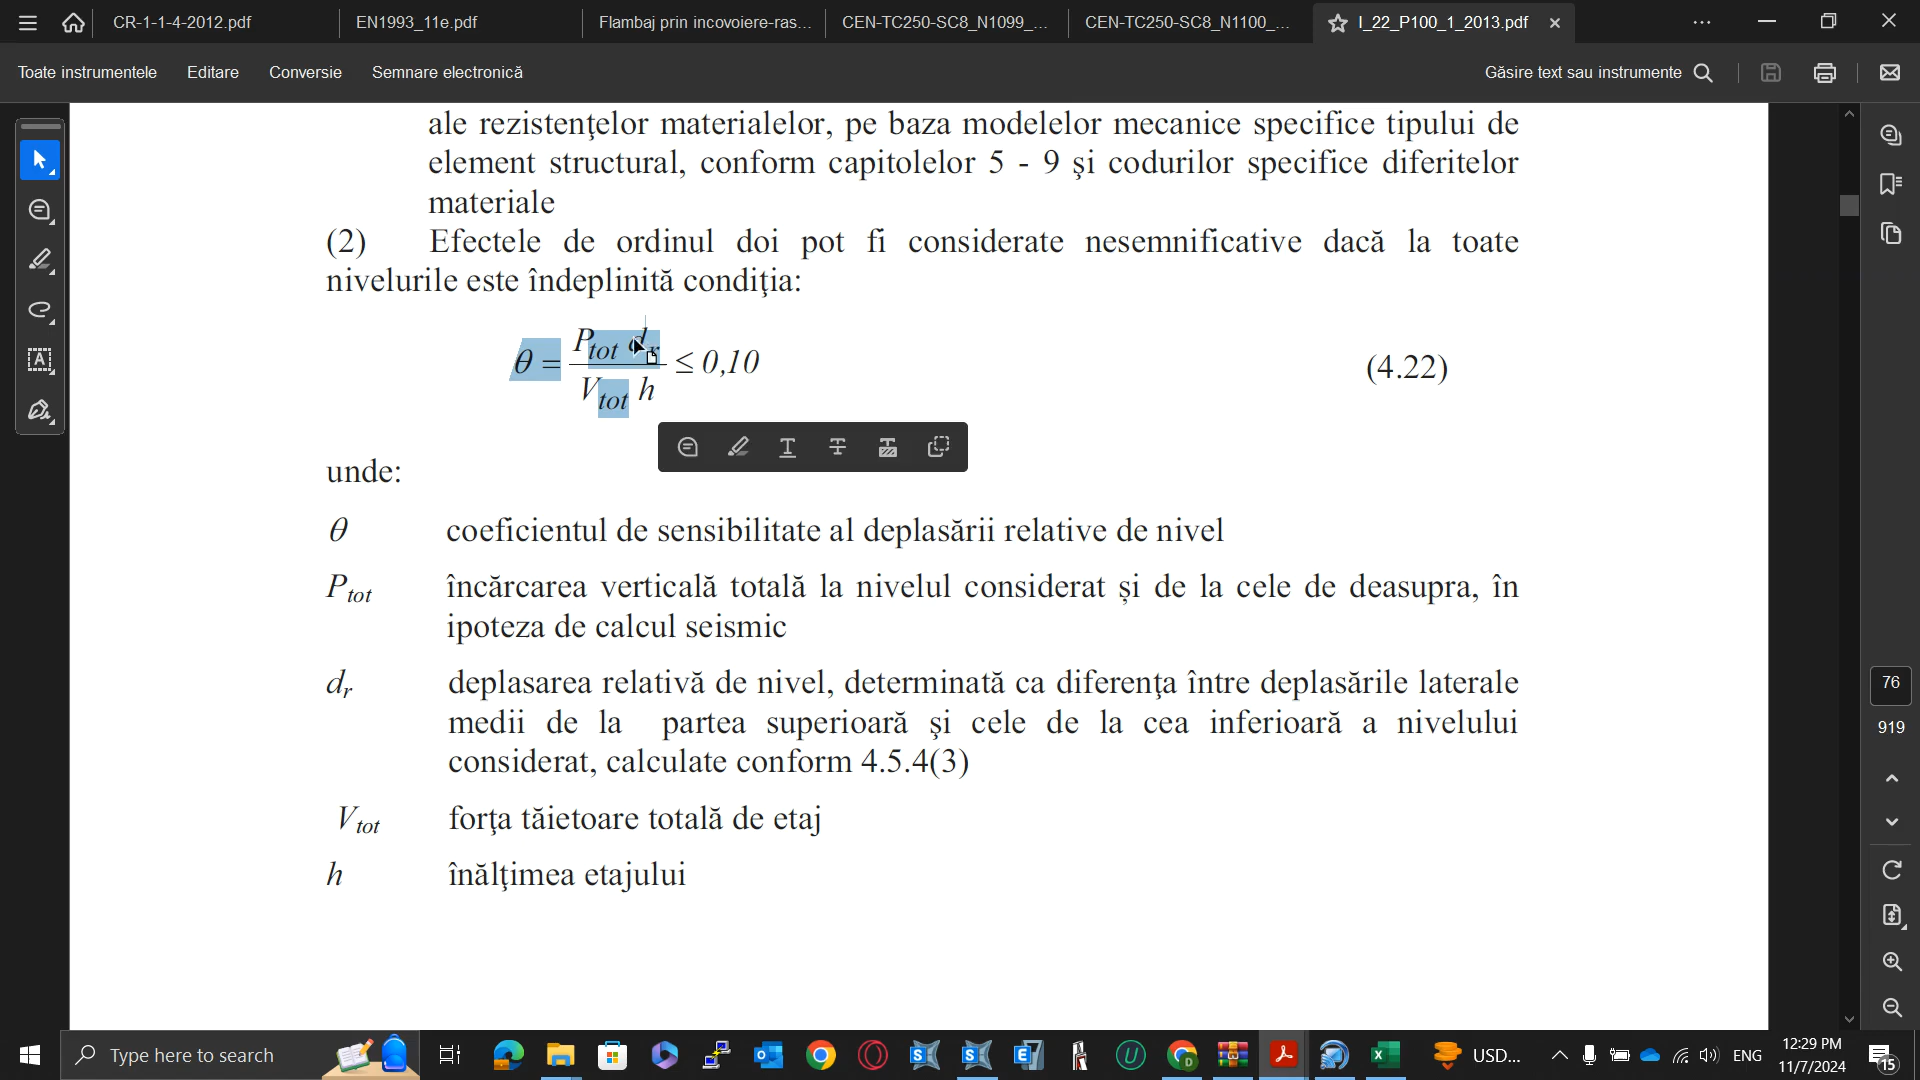 CR-1-1-4-2012.pdf
EN1993_11e.pdf
Flambaj prin incovoiere-ras...
CEN-TC250-SC8_N1099_...
CEN-TC250-SC8_N1100_...
I_22_P100_1_2013.pdf
Toate instrumentele
Editare
Conversie
Semnare electronică
Găsire text sau instrumente
ale rezistenţelor materialelor, pe baza modelelor mecanice specifice tipului de
element structural, conform capitolelor 5 - 9 şi codurilor specifice diferitelor
materiale
(2) Efectele de ordinul doi pot fi considerate nesemnificative dacă la toate
nivelurile este îndeplinită condiţia:
θ = P_tot d_r / V_tot h ≤ 0,10 (4.22)
unde:
θ coeficientul de sensibilitate al deplasării relative de nivel
P_tot încărcarea verticală totală la nivelul considerat și de la cele de deasupra, în
ipoteza de calcul seismic
d_r deplasarea relativă de nivel, determinată ca diferenţa între deplasările laterale
medii de la partea superioară şi cele de la cea inferioară a nivelului
considerat, calculate conform 4.5.4(3)
V_tot forţa tăietoare totală de etaj
h înălţimea etajului
76
919
Type here to search
USD...
ENG
12:29 PM
11/7/2024
15